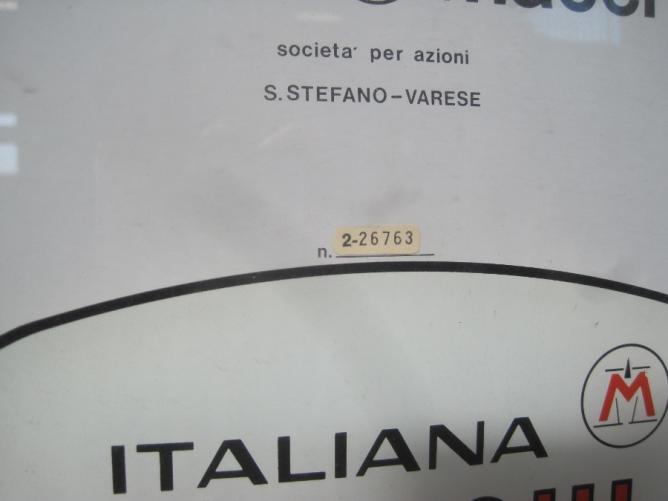 societa' per azioni
S. STEFANO – VARESE
n. 2-26763
M
ITALIANA